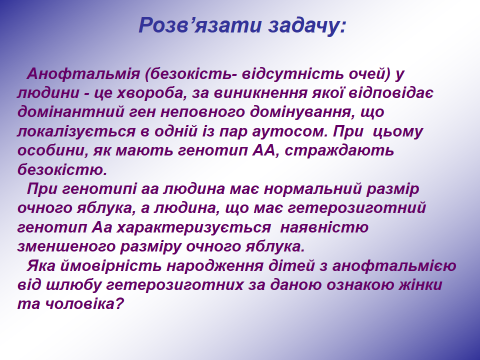 Розв’язати задачу:
Анофтальмія (безокість- відсутність очей) у
людини - це хвороба, за виникнення якої відповідає
домінантний ген неповного домінування, що
локалізується в одній із пар аутосом. При цьому
особини, як мають генотип АА, страждають
безокістю.
При генотипі аа людина має нормальний размір
очного яблука, а людина, що має гетерозиготний
генотип Аа характеризується наявністю
зменшеного разміру очного яблука.
Яка ймовірність народження дітей з анофтальмією
від шлюбу гетерозиготних за даною ознакою жінки
та чоловіка?